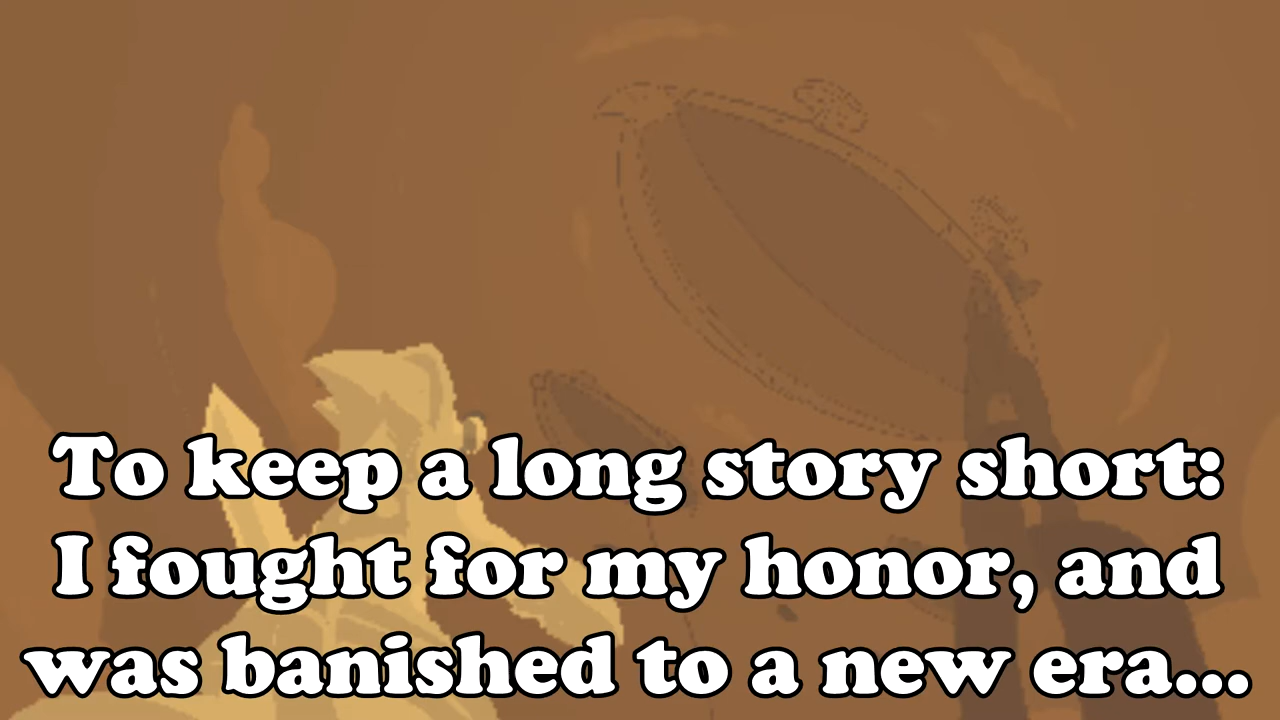 To keep a long story short:
I fought for my honor, and
was banished to a new era...